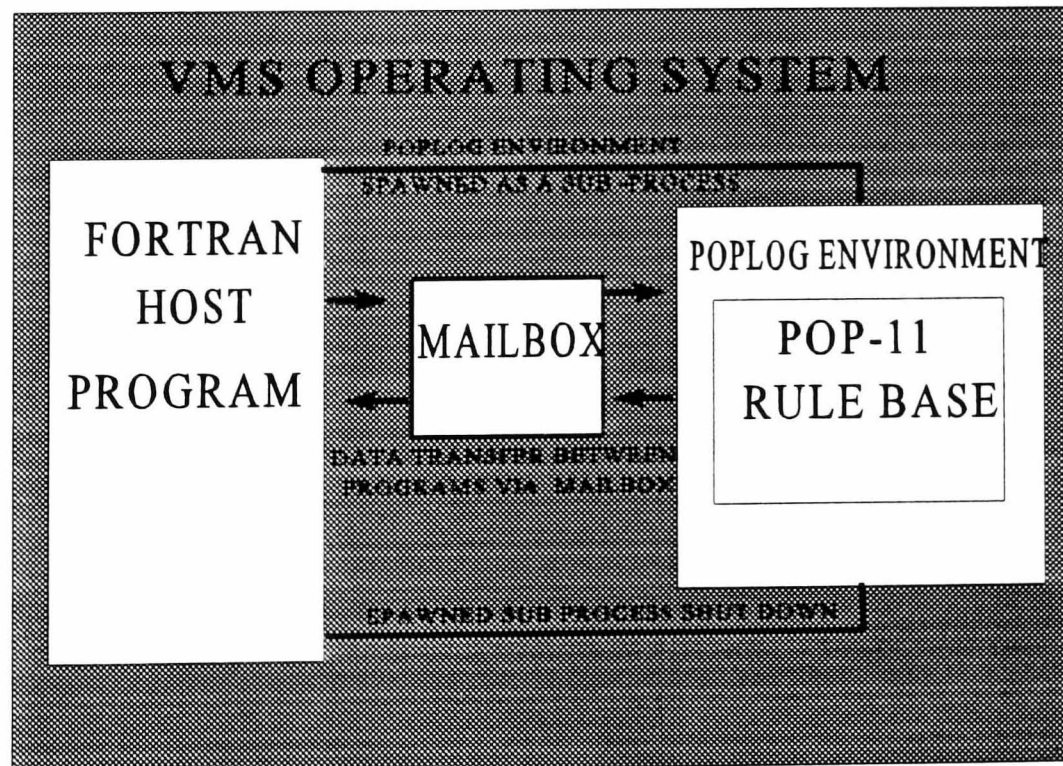 VMS OPERATING SYSTEM
POPLOG ENVIRONMENT
SPAWNED AS A SUB-PROCESS
FORTRAN
HOST
PROGRAM
MAILBOX
POPLOG ENVIRONMENT
POP-11
RULE BASE
DATA TRANSFER BETWEEN
PROGRAMS VIA MAILBOX
SPAWNED SUB PROCESS SHUT DOWN